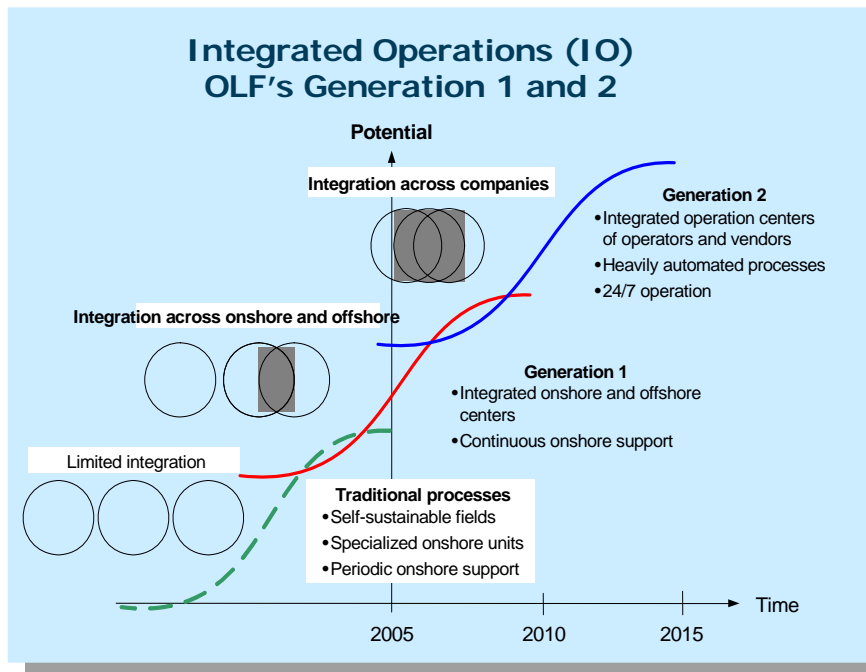 Integrated Operations (IO)
OLF's Generation 1 and 2
Potential
Integration across companies
Generation 2
•Integrated operation centers
of operators and vendors
•Heavily automated processes
•24/7 operation
Integration across onshore and offshore
Generation 1
•Integrated onshore and offshore
centers
•Continuous onshore support
Limited integration
Traditional processes
•Self-sustainable fields
•Specialized onshore units
•Periodic onshore support
Time
2005
2010
2015